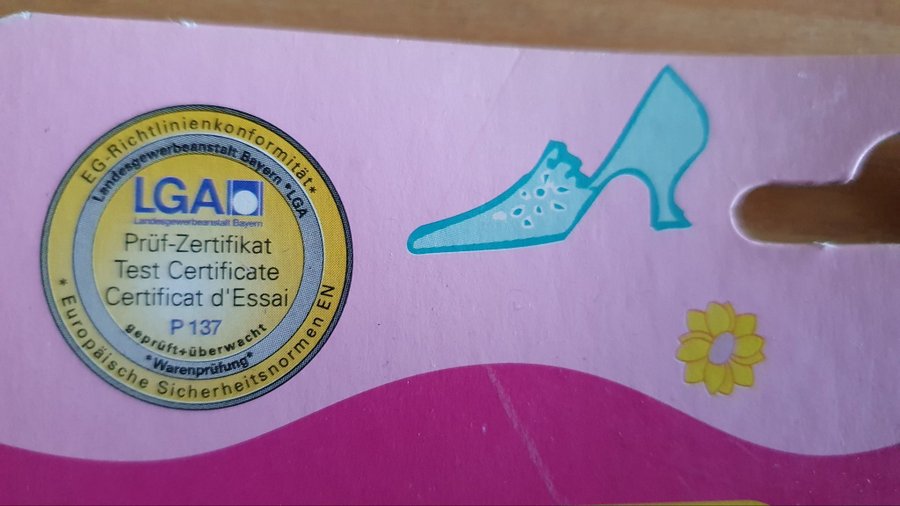 EG-Richtlinienkonformität*
Landesgewerbeanstalt Bayern *LGA
LGA
Landesgewerbeanstalt Bayern
Prüf-Zertifikat
Test Certificate
Certificat d'Essai
P 137
geprüft+überwacht
*Warenprüfung*
* Europäische Sicherheitsnormen EN